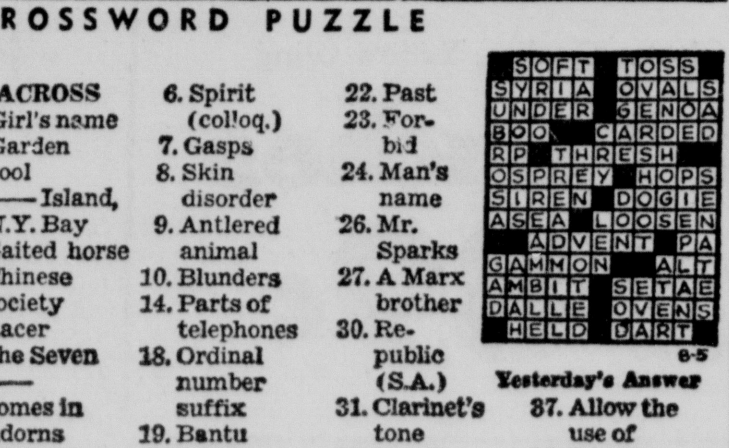 ROSSWORD PUZZLE
ACROSS
Girl's name
Garden
ool
— Island,
N.Y. Bay
aited horse
hinese
ociety
acer
he Seven
—
omes in
dorns
6. Spirit
(colloq.)
7. Gasps
8. Skin
disorder
9. Antlered
animal
10. Blunders
14. Parts of
telephones
18. Ordinal
number
suffix
19. Bantu
22. Past
23. For-
bid
24. Man's
name
26. Mr.
Sparks
27. A Marx
brother
30. Re-
public
(S.A.)
31. Clarinet's
tone
SOFT TOSS
SYRIA OVALS
UNDER GENOA
BOO CARDED
RP THRESH
OSPREY HOPS
SIREN DOGIE
ASEA LOOSEN
ADVENT PA
GAMMON ALT
AMBIT SETAE
DALLE OVENS
HELD DART
8-5
Yesterday's Answer
37. Allow the
use of